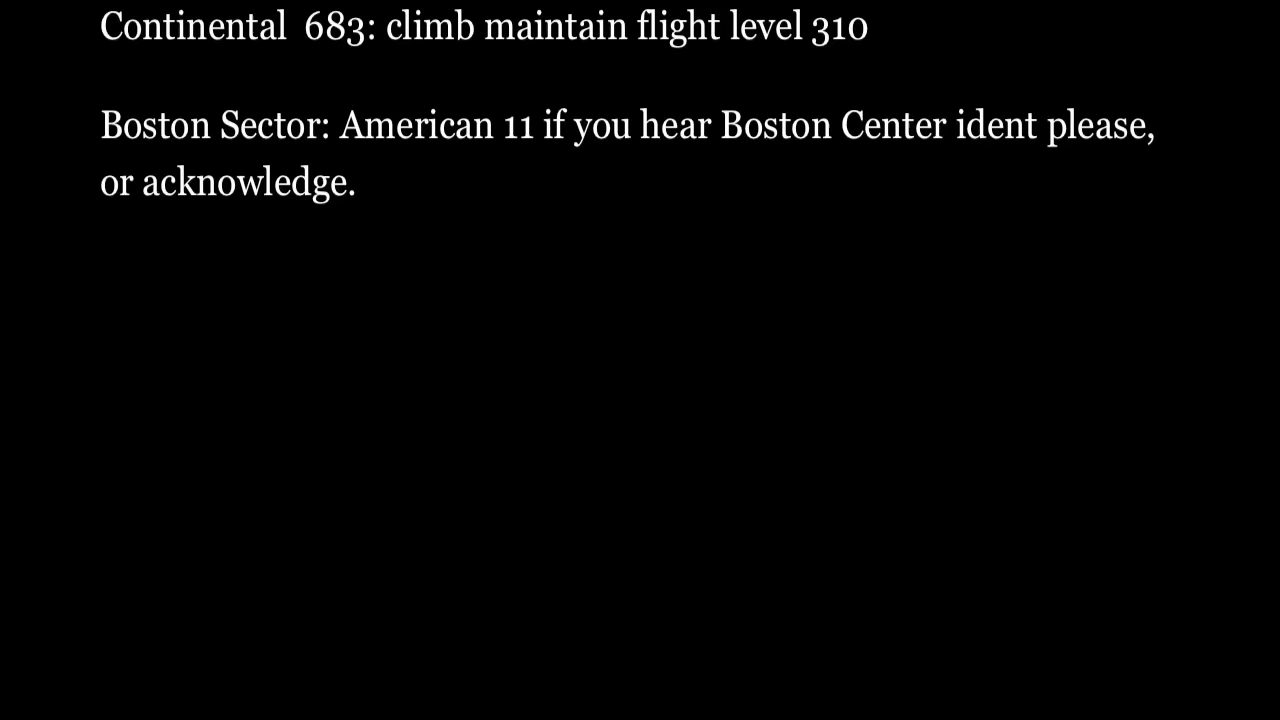 Continental  683: climb maintain flight level 310
Boston Sector: American 11 if you hear Boston Center ident please,
or acknowledge.